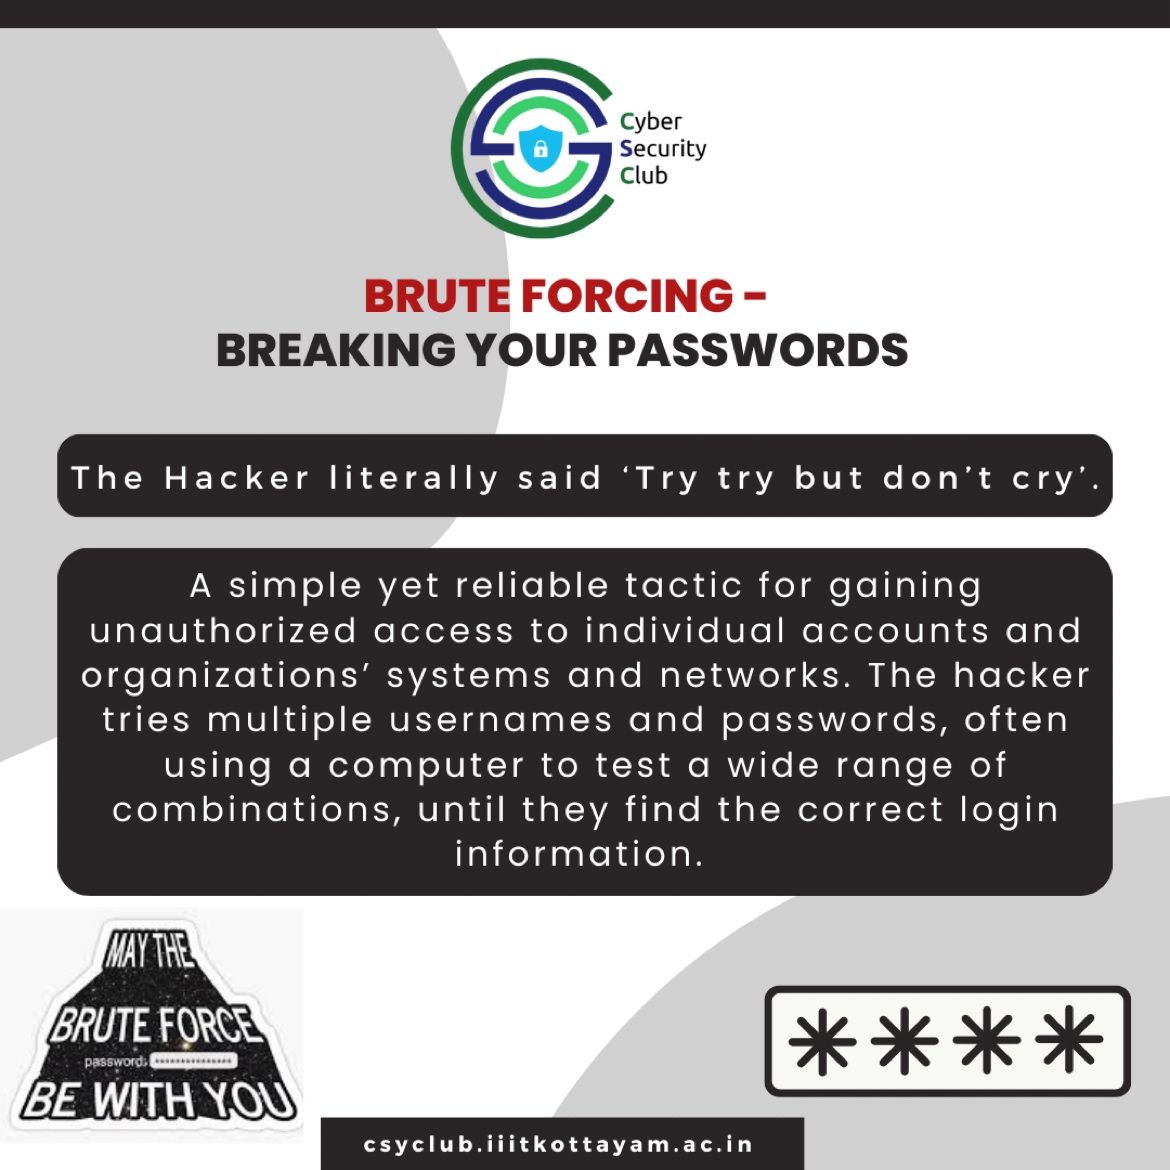 Cyber
Security
Club
BRUTE FORCING -
BREAKING YOUR PASSWORDS
The Hacker literally said ‘Try try but don’t cry’.
A simple yet reliable tactic for gaining
unauthorized access to individual accounts and
organizations’ systems and networks. The hacker
tries multiple usernames and passwords, often
using a computer to test a wide range of
combinations, until they find the correct login
information.
MAY THE
BRUTE FORCE
password: ***************
BE WITH YOU
****
csyclub.iiitkottayam.ac.in